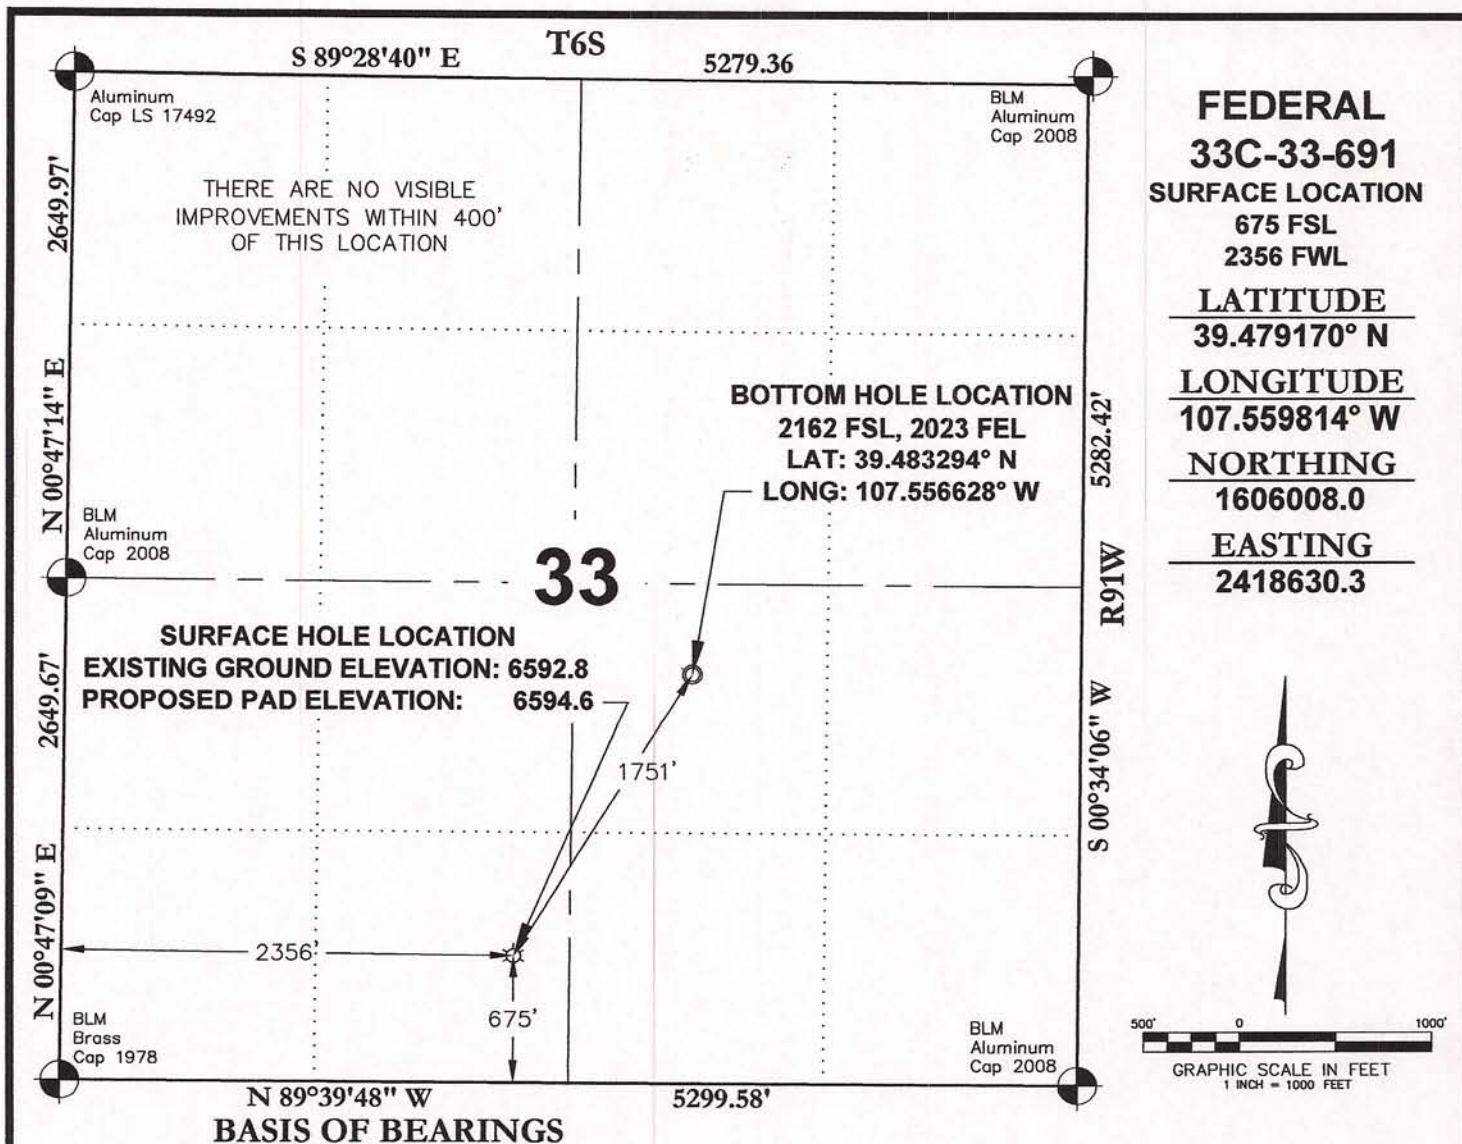 T6S
S 89°28'40" E
5279.36
Aluminum
Cap LS 17492
BLM
Aluminum
Cap 2008
2649.97'
THERE ARE NO VISIBLE
IMPROVEMENTS WITHIN 400'
OF THIS LOCATION
N 00°47'14" E
BOTTOM HOLE LOCATION
2162 FSL, 2023 FEL
LAT: 39.483294° N
LONG: 107.556628° W
5282.42'
BLM
Aluminum
Cap 2008
33
R91W
SURFACE HOLE LOCATION
EXISTING GROUND ELEVATION: 6592.8
PROPOSED PAD ELEVATION: 6594.6
2649.67'
1751'
S 00°34'06" W
N 00°47'09" E
2356'
675'
BLM
Brass
Cap 1978
BLM
Aluminum
Cap 2008
N 89°39'48" W
5299.58'
BASIS OF BEARINGS
FEDERAL
33C-33-691
SURFACE LOCATION
675 FSL
2356 FWL
LATITUDE
39.479170° N
LONGITUDE
107.559814° W
NORTHING
1606008.0
EASTING
2418630.3
500' 0 1000'
GRAPHIC SCALE IN FEET
1 INCH = 1000 FEET